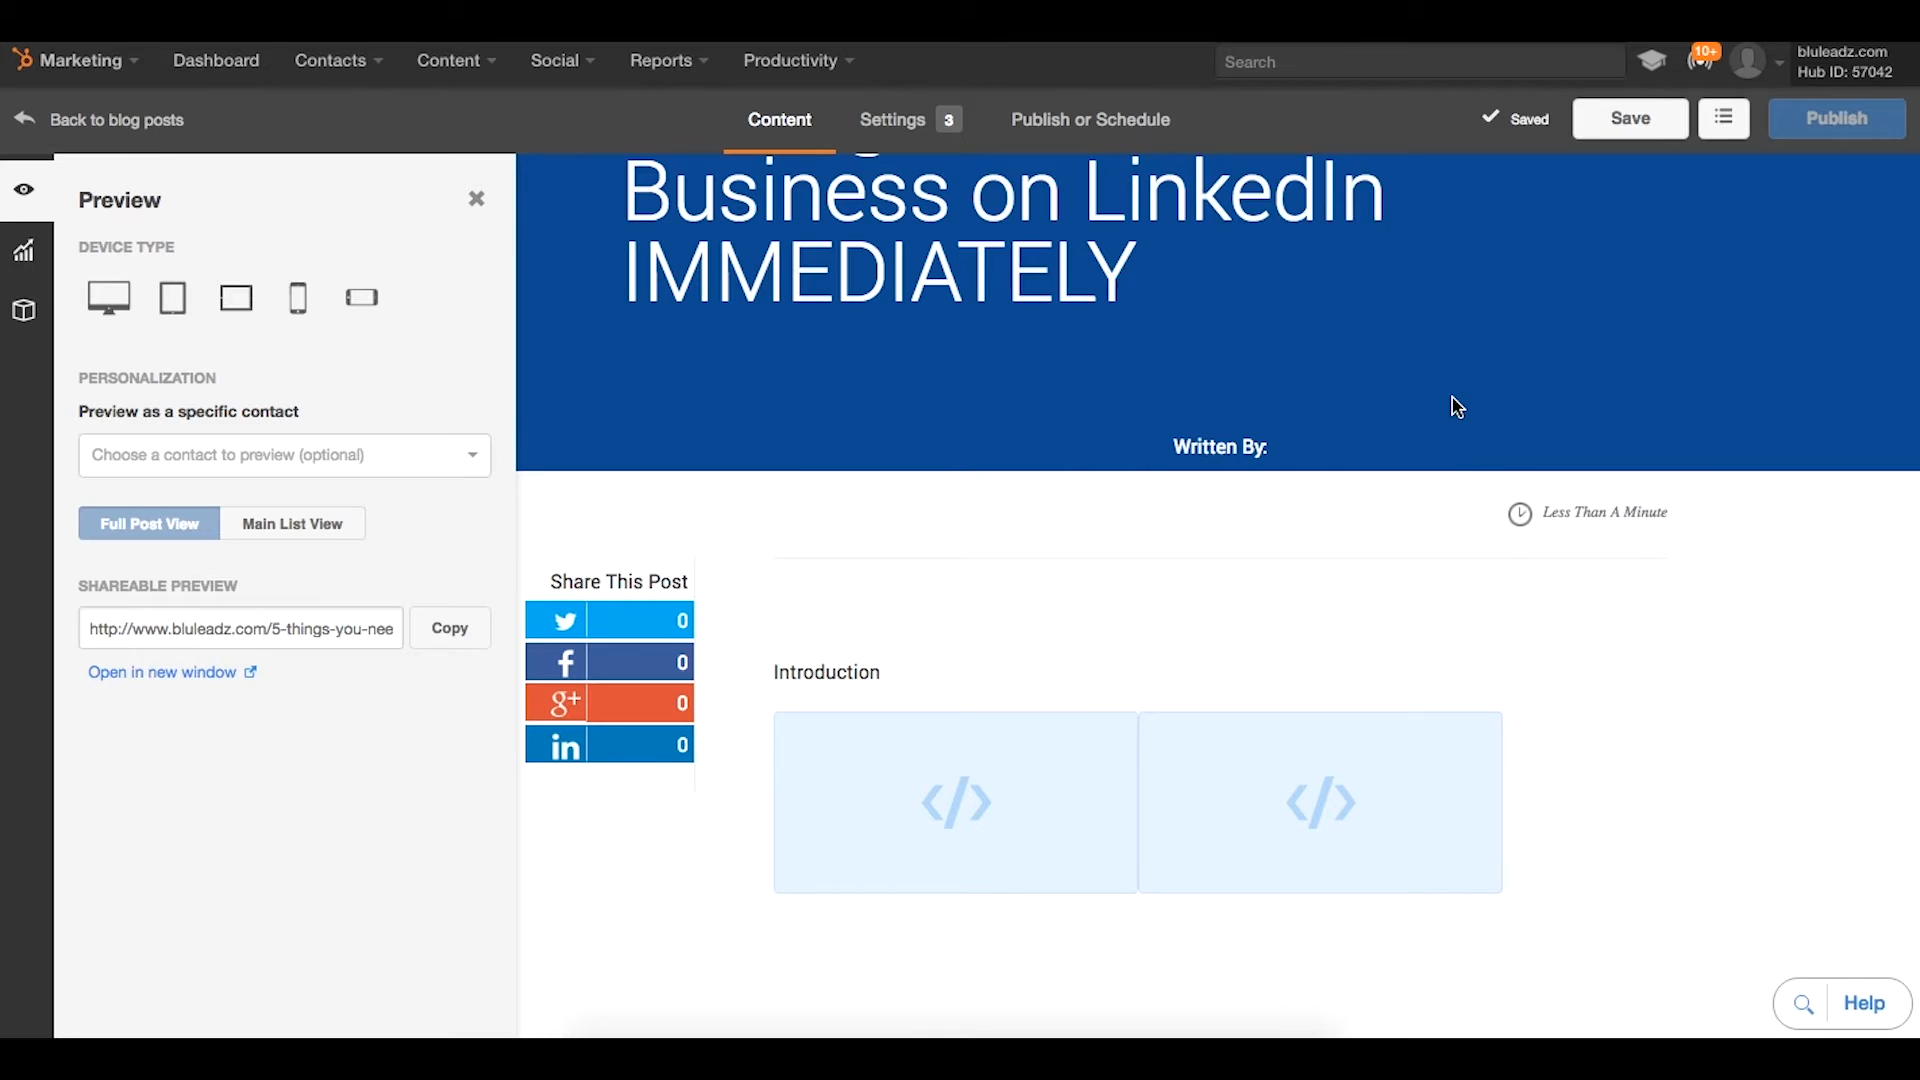 Marketing
Dashboard
Contacts
Content
Social
Reports
Productivity
Search
10+
bluleadz.com
Hub ID: 57042
Back to blog posts
Content
Settings 3
Publish or Schedule
Saved
Save
Publish
Preview
DEVICE TYPE
PERSONALIZATION
Preview as a specific contact
Choose a contact to preview (optional)
Full Post View
Main List View
SHAREABLE PREVIEW
http://www.bluleadz.com/5-things-you-nee
Copy
Open in new window
Business on LinkedIn
IMMEDIATELY
Written By:
Less Than A Minute
Share This Post
0
f 0
g+ 0
in 0
Introduction
</>
</>
Help